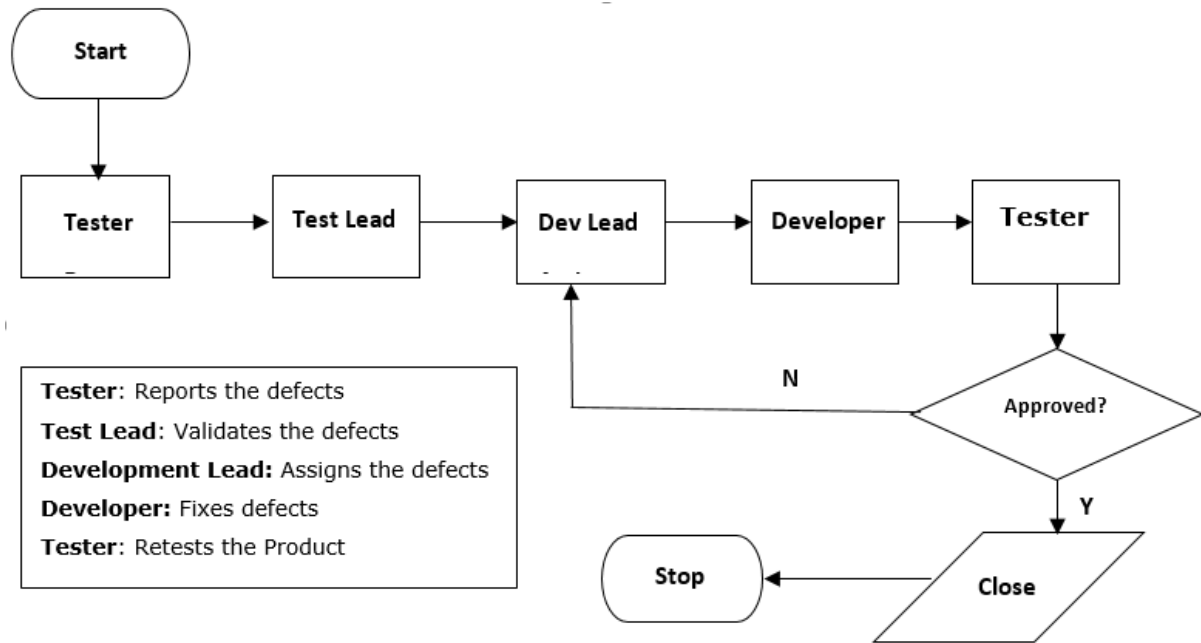 Start
Tester
Test Lead
Dev Lead
Developer
Tester
N
Approved?
Tester: Reports the defects
Test Lead: Validates the defects
Development Lead: Assigns the defects
Developer: Fixes defects
Tester: Retests the Product
Y
Stop
Close